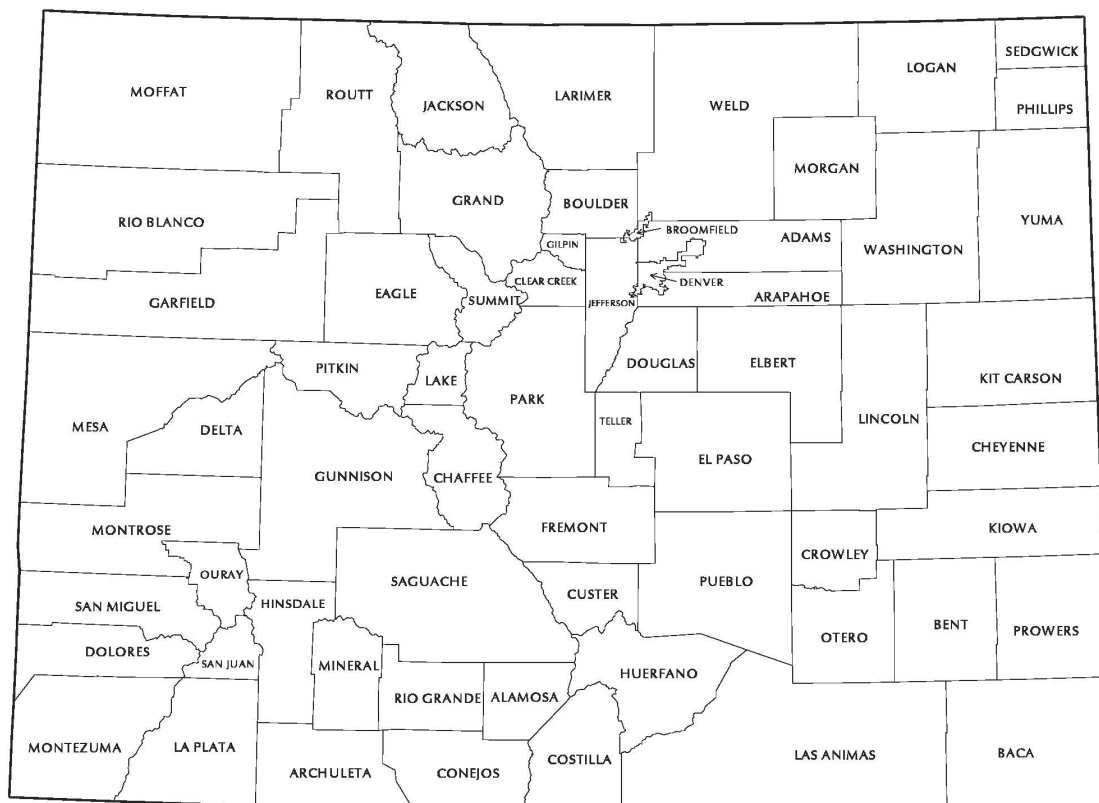 SEDGWICK
LOGAN
MOFFAT
ROUTT
JACKSON
LARIMER
WELD
PHILLIPS
MORGAN
GRAND
BOULDER
YUMA
RIO BLANCO
BROOMFIELD
ADAMS
WASHINGTON
GILPIN
CLEAR CREEK
DENVER
EAGLE
SUMMIT
GARFIELD
JEFFERSON
ARAPAHOE
PITKIN
LAKE
DOUGLAS
ELBERT
KIT CARSON
PARK
MESA
DELTA
TELLER
LINCOLN
CHEYENNE
GUNNISON
CHAFFEE
EL PASO
MONTROSE
FREMONT
KIOWA
CROWLEY
OURAY
SAGUACHE
PUEBLO
SAN MIGUEL
HINSDALE
CUSTER
BENT
PROWERS
OTERO
DOLORES
SAN JUAN
MINERAL
HUERFANO
RIO GRANDE
ALAMOSA
MONTEZUMA
LA PLATA
COSTILLA
LAS ANIMAS
BACA
ARCHULETA
CONEJOS